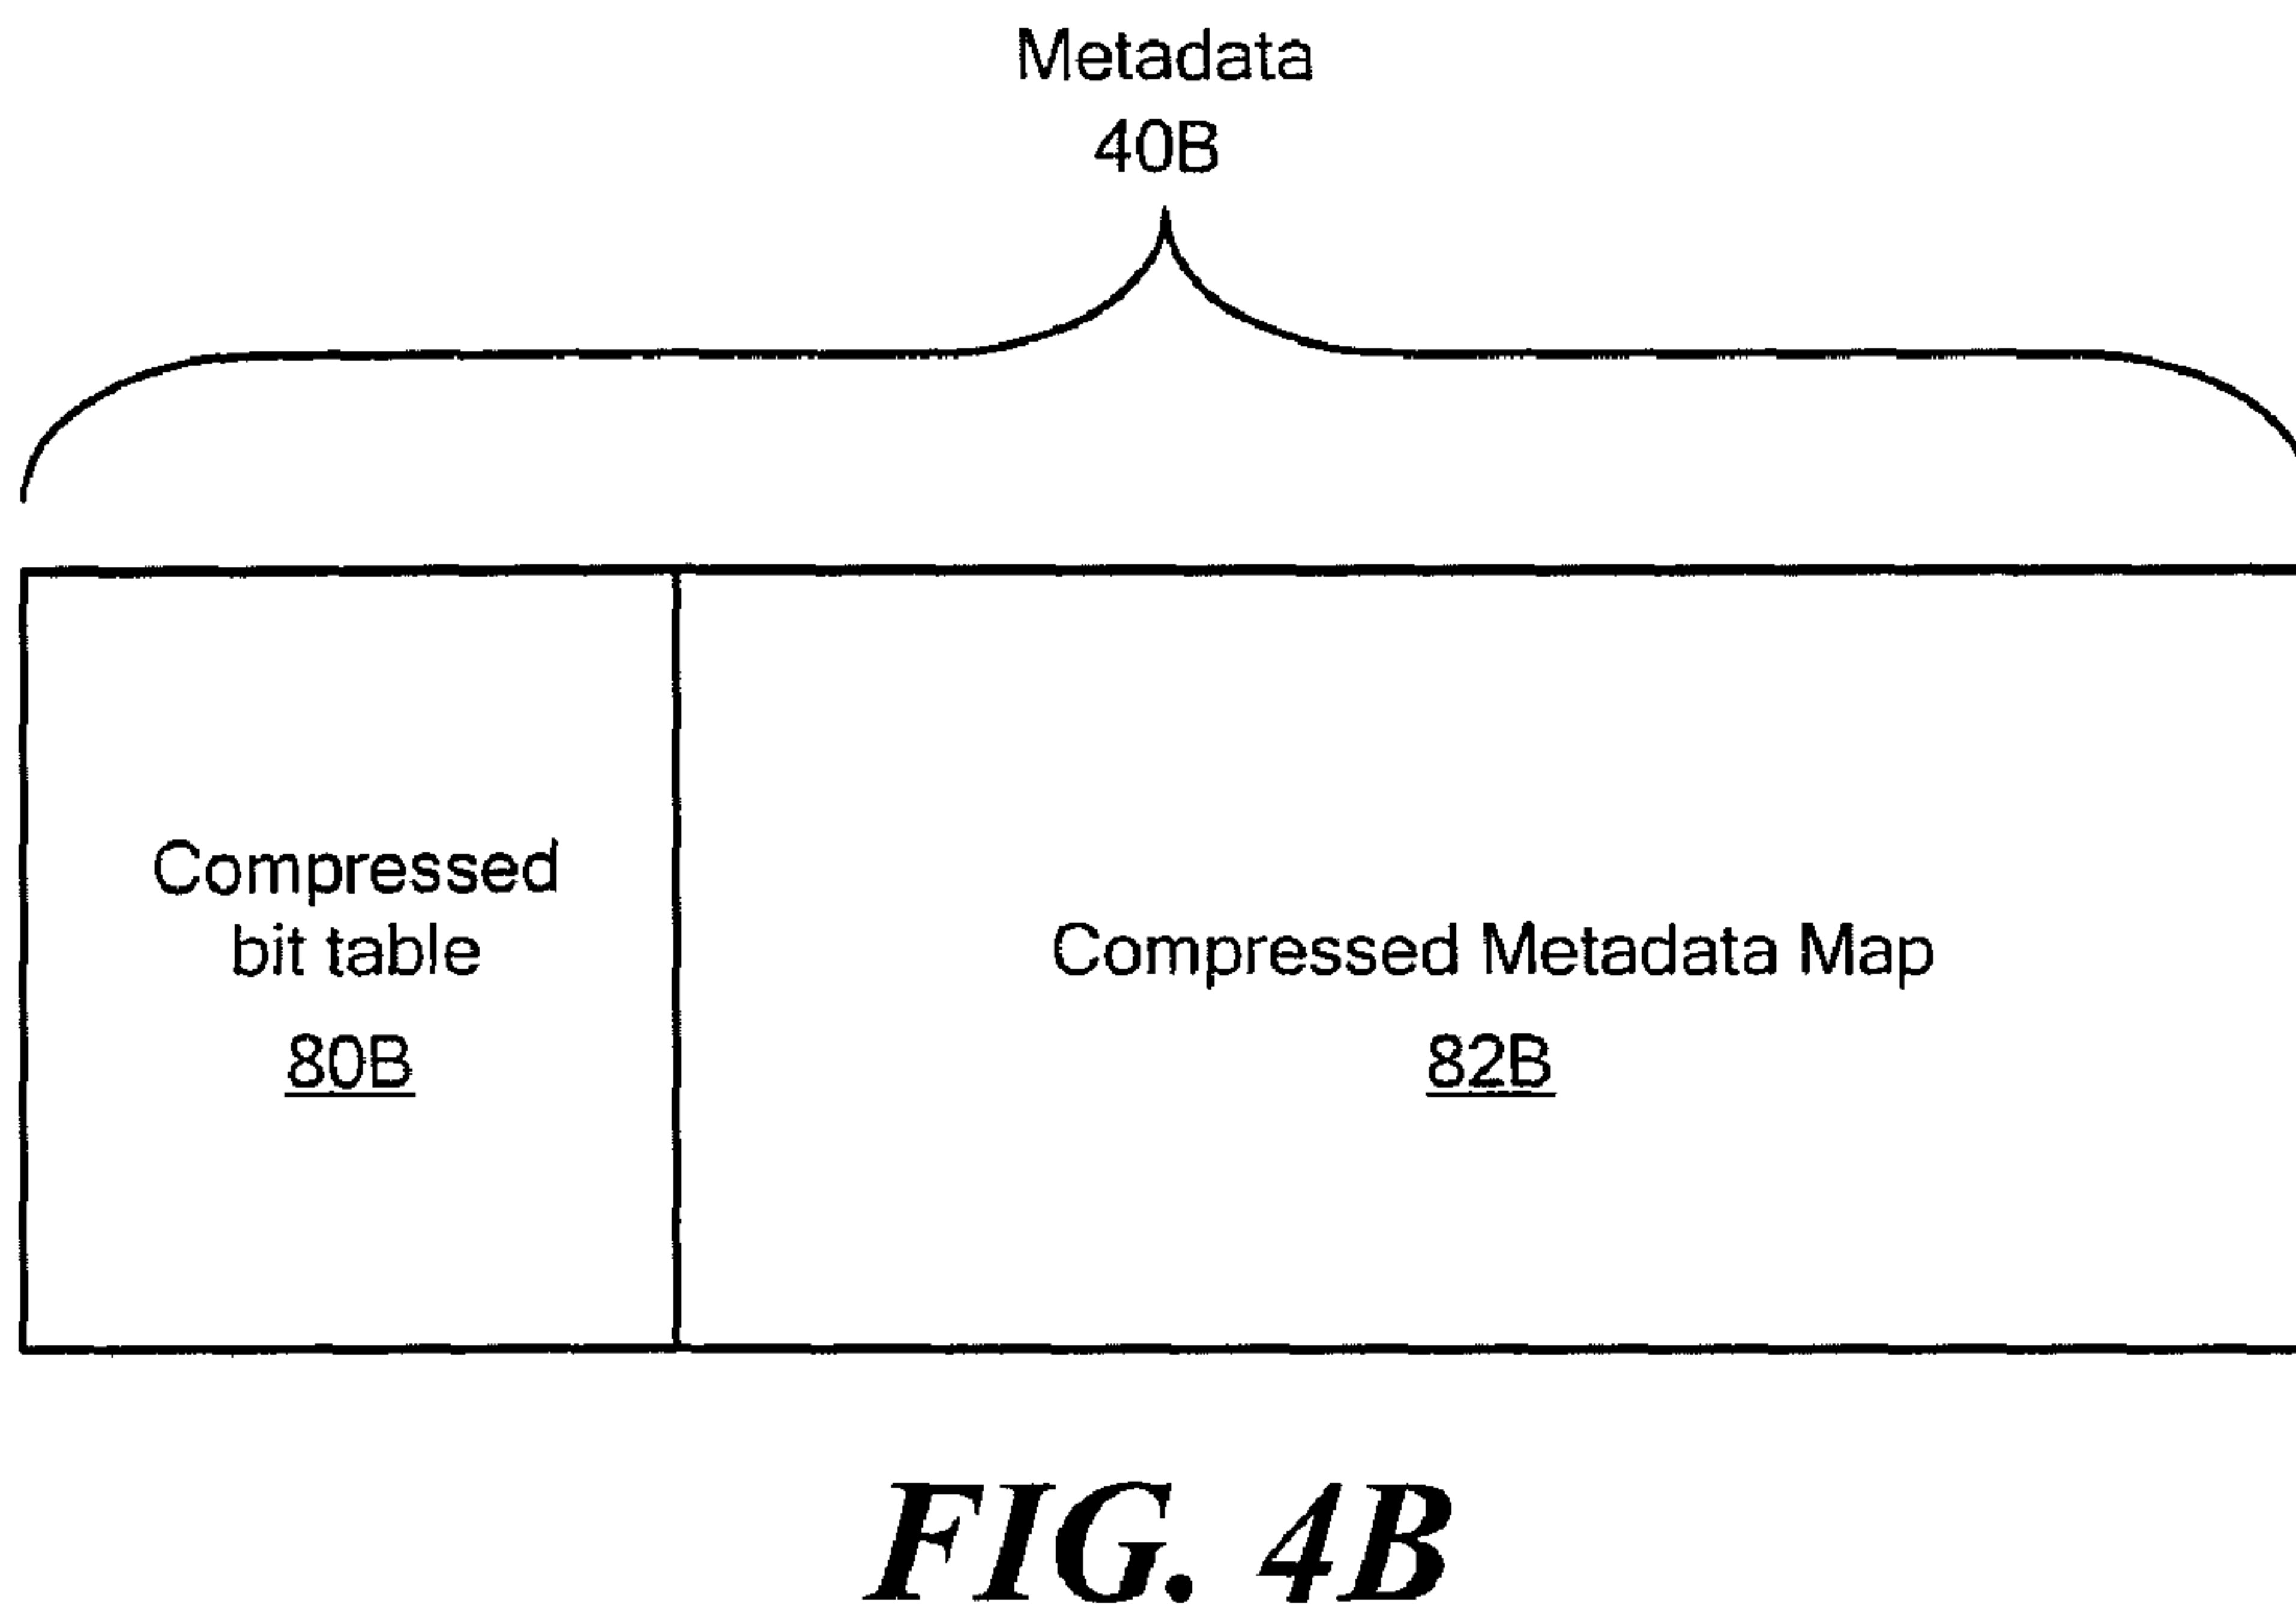 Metadata
40B
Compressed
bit table
80B
Compressed Metadata Map
82B
FIG. 4B